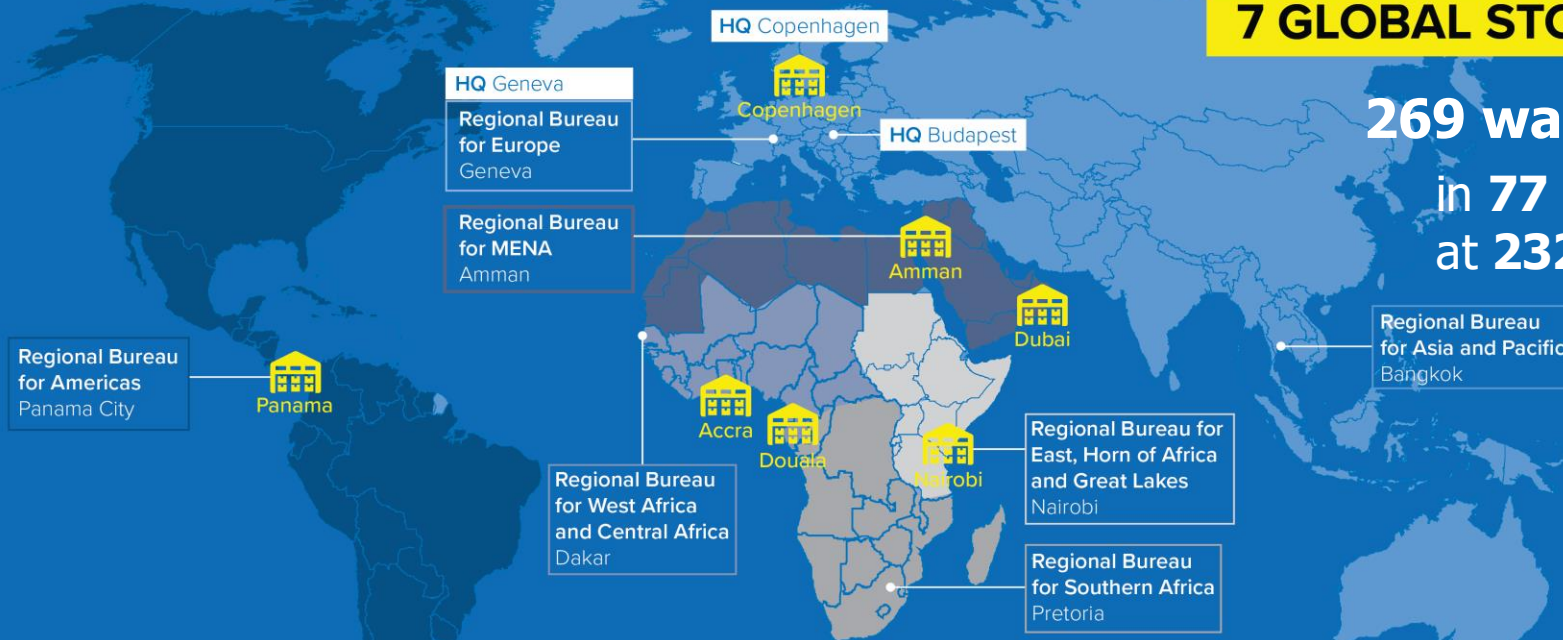 7 GLOBAL
HQ Copenhagen
HQ Geneva
Regional Bureau
for Europe
Geneva
Copenhagen
HQ Budapest
269
in 77
at
Regional Bureau
for MENA
Amman
Amman
Dubai
Regional Bureau
for Asia and Pacific
Bangkok
Regional Bureau
for Americas
Panama City
Panama
Accra
Douala
Nairobi
Regional Bureau for
East, Horn of Africa
and Great Lakes
Nairobi
Regional Bureau
for West Africa
and Central Africa
Dakar
Regional Bureau
for Southern Africa
Pretoria